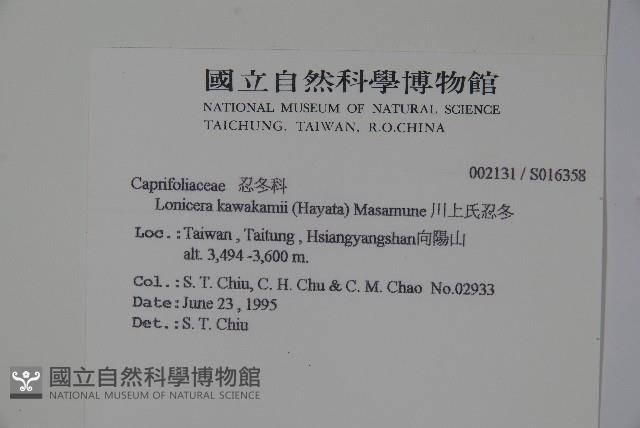 國立自然科學博物館
NATIONAL MUSEUM OF NATURAL SCIENCE
TAICHUNG, TAIWAN, R.O.CHINA
002131 / S016358
Caprifoliaceae 忍冬科
Lonicera kawakamii (Hayata) Masamune 川上氏忍冬
Loc.: Taiwan , Taitung , Hsiangyangshan向陽山
alt. 3,494 -3,600 m.
Col.: S. T. Chiu, C. H. Chu & C. M. Chao No.02933
Date: June 23 , 1995
Det.: S. T. Chiu
國立自然科學博物館
NATIONAL MUSEUM OF NATURAL SCIENCE